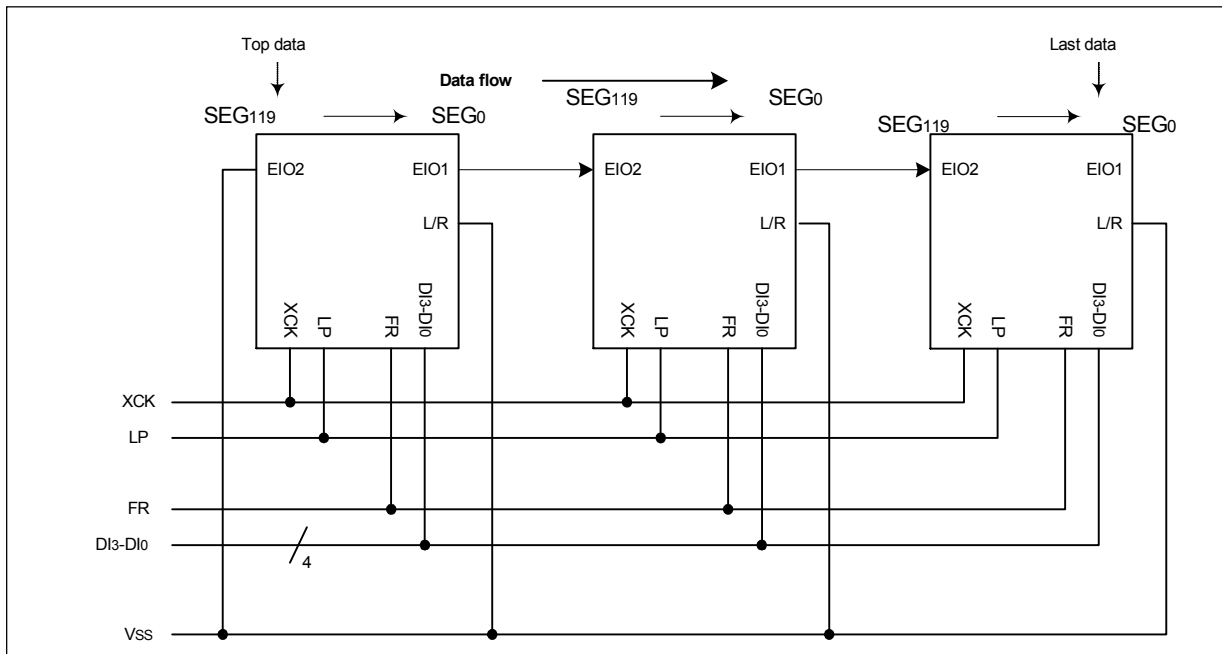 Top data
Last data
Data flow
SEG119
SEG0
SEG119
SEG0
SEG119
SEG0
EIO2
EIO1
EIO2
EIO1
EIO2
EIO1
L/R
L/R
L/R
XCK
LP
FR
DI3-DI0
XCK
LP
FR
DI3-DI0
XCK
LP
FR
DI3-DI0
XCK
LP
FR
DI3-DI0
4
VSS